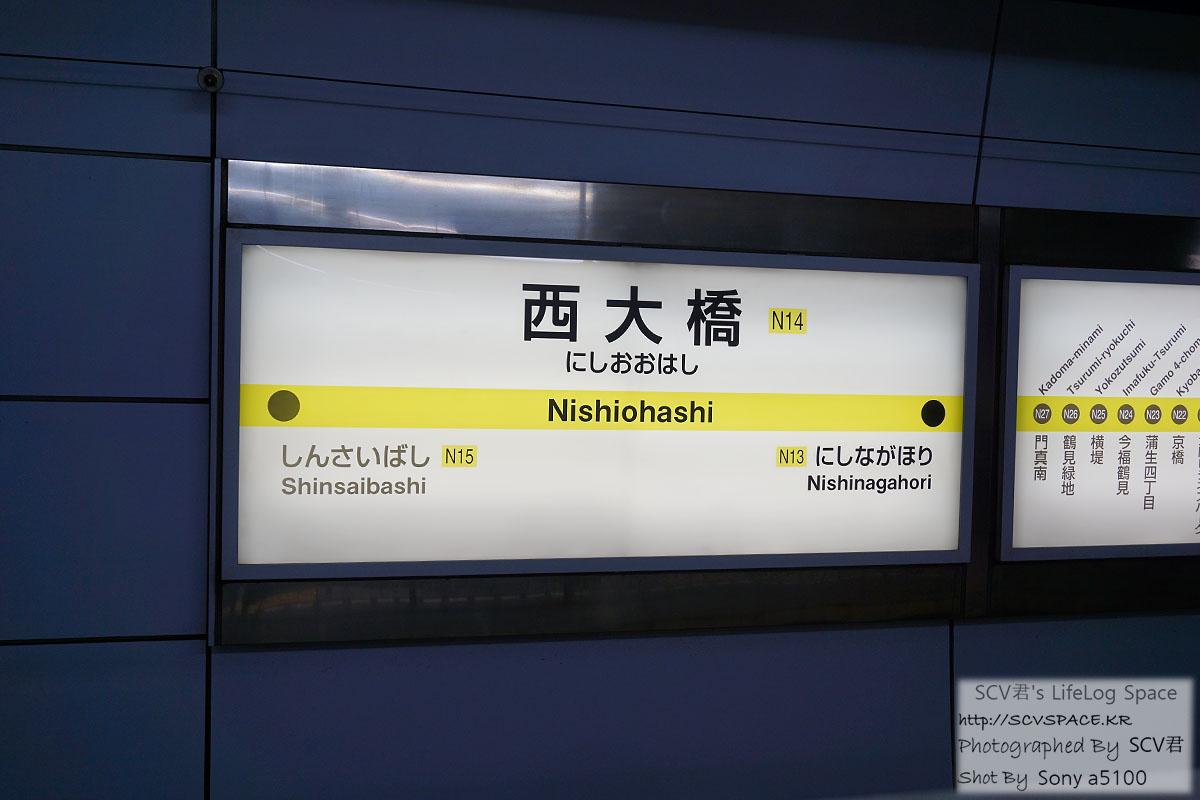 西大橋 N14
にしおおはし
Nishiohashi
しんさいばし N15
Shinsaibashi
N13 にしながほり
Nishinagahori
Kadoma-minami
Tsurumi-ryokuchi
Yokozutsumi
Imafuku-Tsurumi
Gamo 4-chom
Kyoba
N27 N26 N25 N24 N23 N22
門真南
鶴見緑地
横堤
今福鶴見
蒲生四丁目
京橋
SCV君's LifeLog Space
http://SCVSPACE.KR
Photographed By SCV君
Shot By Sony a5100